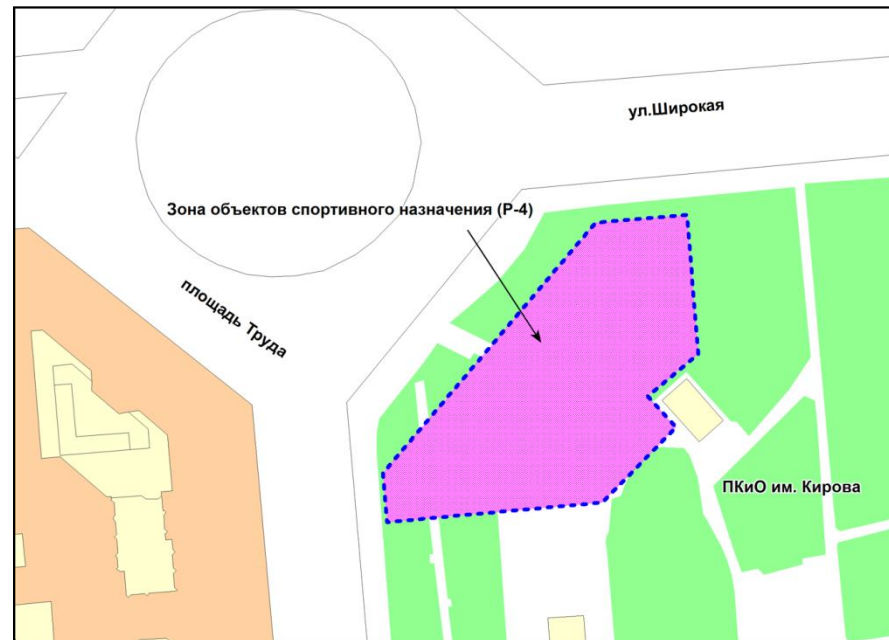 ул.Широкая
Зона объектов спортивного назначения (Р-4)
площадь Труда
ПКиО им. Кирова